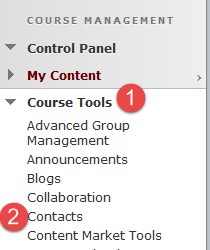 COURSE MANAGEMENT
Control Panel
My Content
Course Tools 1
Advanced Group
Management
Announcements
Blogs
Collaboration
2 Contacts
Content Market Tools